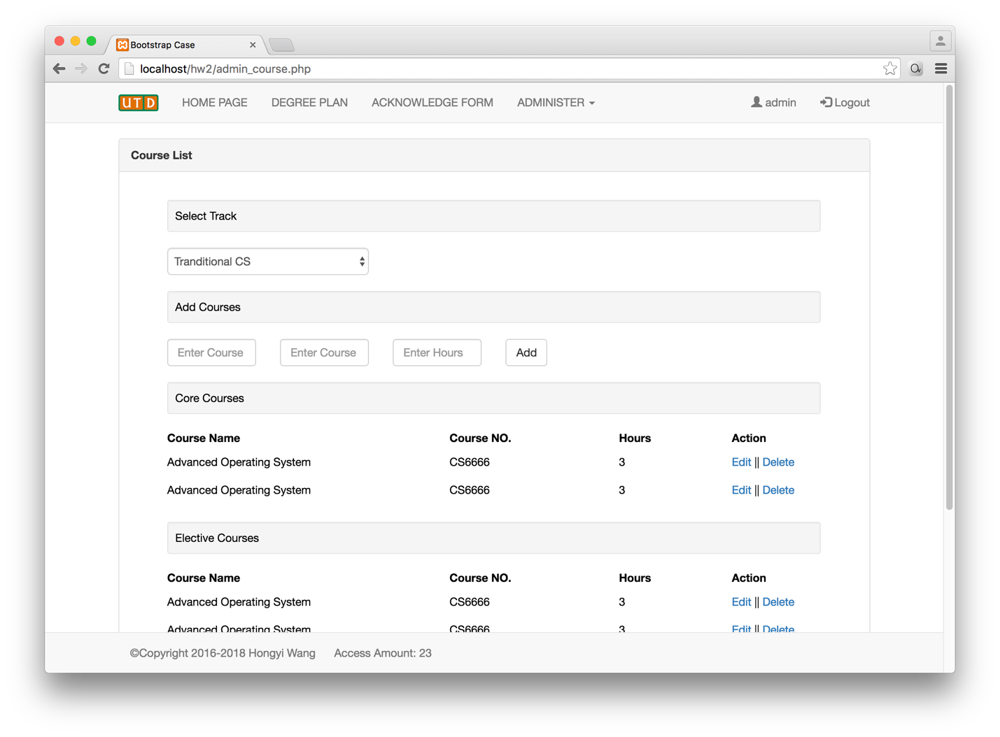 Bootstrap Case
localhost/hw2/admin_course.php
UTD HOME PAGE DEGREE PLAN ACKNOWLEDGE FORM ADMINISTER admin Logout
Course List
Select Track
Tranditional CS
Add Courses
Enter Course Enter Course Enter Hours Add
Core Courses
Course Name Course NO. Hours Action
Advanced Operating System CS6666 3 Edit || Delete
Advanced Operating System CS6666 3 Edit || Delete
Elective Courses
Course Name Course NO. Hours Action
Advanced Operating System CS6666 3 Edit || Delete
Advanced Operating System CS6666 3 Edit || Delete
©Copyright 2016-2018 Hongyi Wang Access Amount: 23